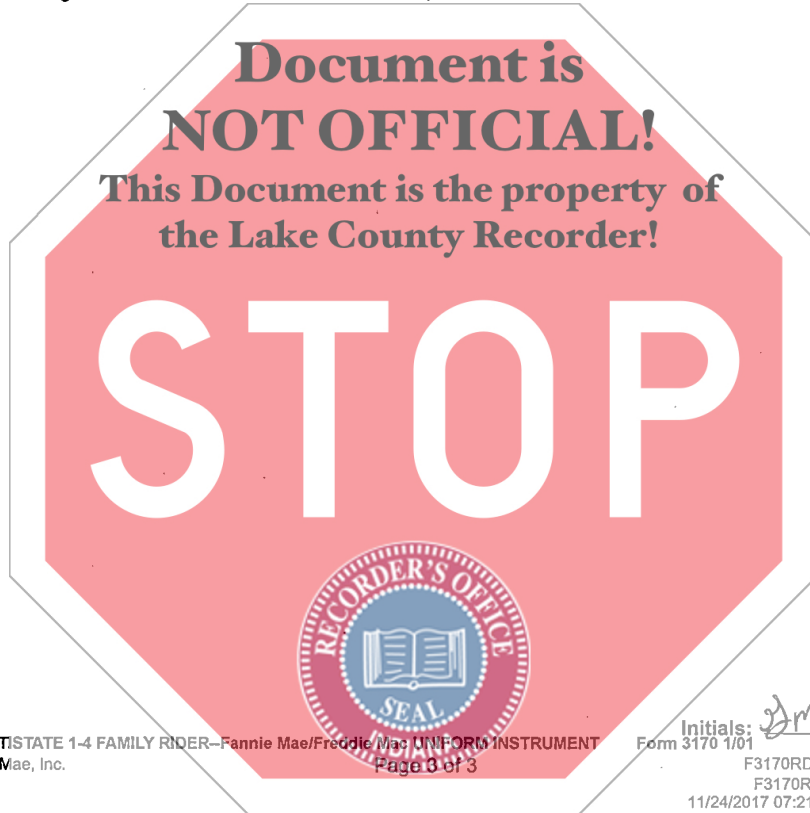 Document is
NOT OFFICIAL!
This Document is the property of
the Lake County Recorder!
STOP
RECORDER'S OFFICE
SEAL
INDIANA
Initials:
TISTATE 1-4 FAMILY RIDER--Fannie Mae/Freddie Mac UNIFORM INSTRUMENT Form 3170 1/01
Mae, Inc. Page 3 of 3 F3170RD
F3170R
11/24/2017 07:21